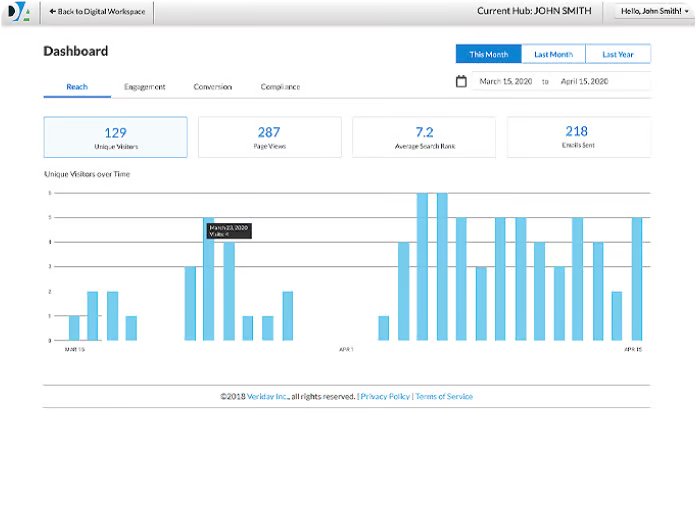 Back to Digital Workspace
Current Hub: JOHN SMITH
Hello, John Smith!
Dashboard
This Month
Last Month
Last Year
Reach
Engagement
Conversion
Compliance
March 15, 2020 to April 15, 2020
129
Unique Visitors
287
Page Views
7.2
Average Search Rank
218
Emails Sent
Unique Visitors over Time
6
5
4
3
2
1
0
March 23, 2020
Visits: 4
MAR 15
APR 1
APR 15
©2018 Veriday Inc., all rights reserved. | Privacy Policy | Terms of Service